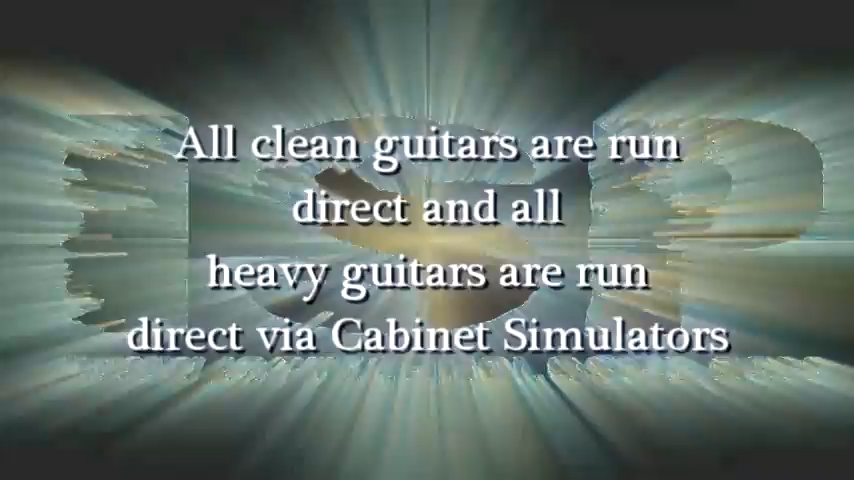 All clean guitars are run
direct and all
heavy guitars are run
direct via Cabinet Simulators